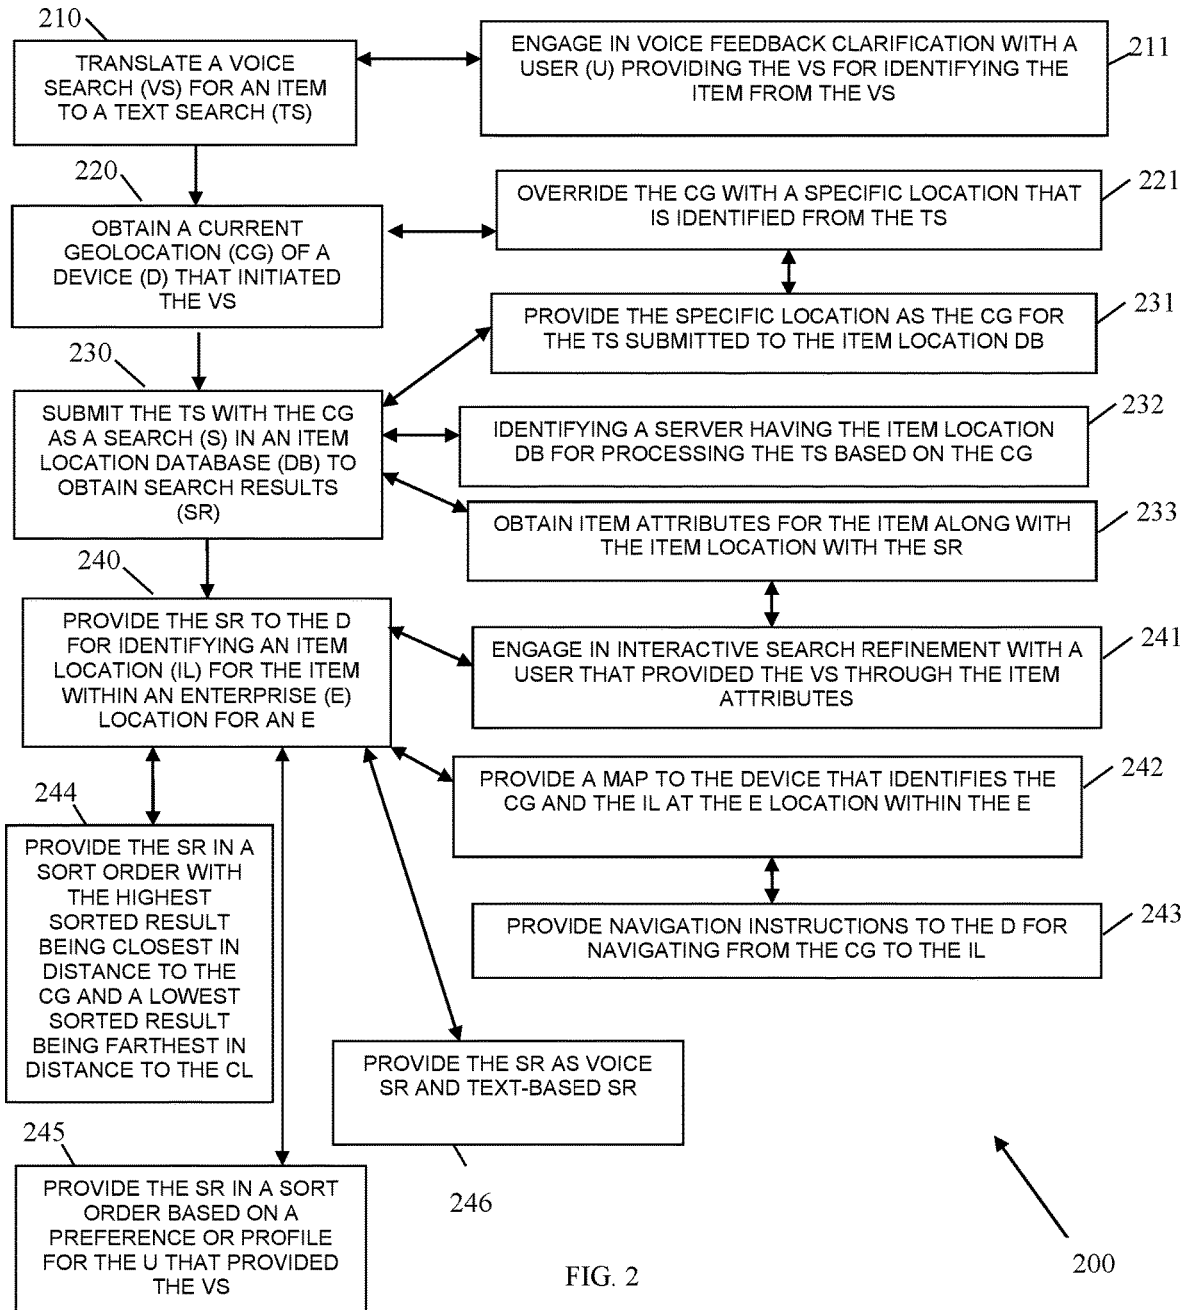 210
TRANSLATE A VOICE
SEARCH (VS) FOR AN ITEM
TO A TEXT SEARCH (TS)
ENGAGE IN VOICE FEEDBACK CLARIFICATION WITH A
USER (U) PROVIDING THE VS FOR IDENTIFYING THE
ITEM FROM THE VS
211
220
OBTAIN A CURRENT
GEOLOCATION (CG) OF A
DEVICE (D) THAT INITIATED
THE VS
OVERRIDE THE CG WITH A SPECIFIC LOCATION THAT
IS IDENTIFIED FROM THE TS
221
PROVIDE THE SPECIFIC LOCATION AS THE CG FOR
THE TS SUBMITTED TO THE ITEM LOCATION DB
231
230
SUBMIT THE TS WITH THE CG
AS A SEARCH (S) IN AN ITEM
LOCATION DATABASE (DB) TO
OBTAIN SEARCH RESULTS
(SR)
IDENTIFYING A SERVER HAVING THE ITEM LOCATION
DB FOR PROCESSING THE TS BASED ON THE CG
232
OBTAIN ITEM ATTRIBUTES FOR THE ITEM ALONG WITH
THE ITEM LOCATION WITH THE SR
233
240
PROVIDE THE SR TO THE D
FOR IDENTIFYING AN ITEM
LOCATION (IL) FOR THE ITEM
WITHIN AN ENTERPRISE (E)
LOCATION FOR AN E
ENGAGE IN INTERACTIVE SEARCH REFINEMENT WITH A
USER THAT PROVIDED THE VS THROUGH THE ITEM
ATTRIBUTES
241
PROVIDE A MAP TO THE DEVICE THAT IDENTIFIES THE
CG AND THE IL AT THE E LOCATION WITHIN THE E
242
PROVIDE NAVIGATION INSTRUCTIONS TO THE D FOR
NAVIGATING FROM THE CG TO THE IL
243
244
PROVIDE THE SR IN A
SORT ORDER WITH
THE HIGHEST
SORTED RESULT
BEING CLOSEST IN
DISTANCE TO THE
CG AND A LOWEST
SORTED RESULT
BEING FARTHEST IN
DISTANCE TO THE CL
PROVIDE THE SR AS VOICE
SR AND TEXT-BASED SR
246
245
PROVIDE THE SR IN A SORT
ORDER BASED ON A
PREFERENCE OR PROFILE
FOR THE U THAT PROVIDED
THE VS
200
FIG. 2